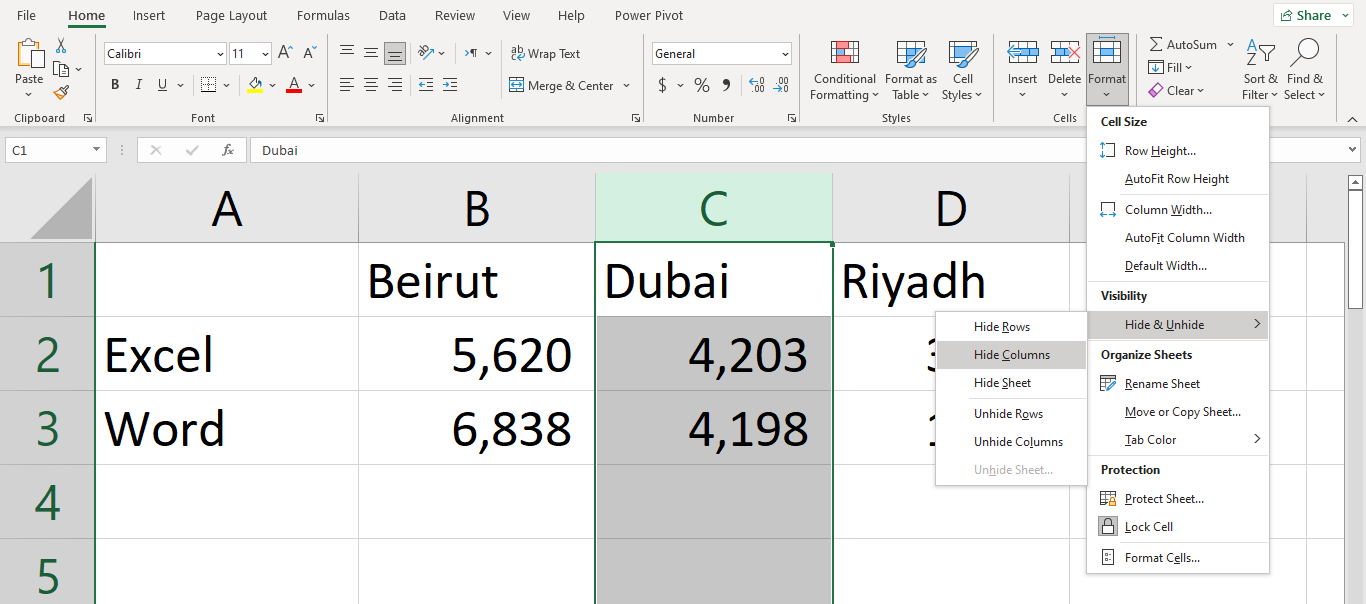 File Home Insert Page Layout Formulas Data Review View Help Power Pivot Share
Calibri 11 Wrap Text General AutoSum
Paste Conditional Formatting Format as Table Cell Styles Insert Delete Format Fill Sort & Filter Find & Select
B I U Merge & Center $ % Clear
Clipboard Font Alignment Number Styles Cells
C1 fx Dubai
A B C D
1 Beirut Dubai Riyadh
2 Excel 5,620 4,203
3 Word 6,838 4,198
4
5
Cell Size
Row Height...
AutoFit Row Height
Column Width...
AutoFit Column Width
Default Width...
Visibility
Hide & Unhide
Hide Rows
Hide Columns
Hide Sheet
Unhide Rows
Unhide Columns
Unhide Sheet...
Organize Sheets
Rename Sheet
Move or Copy Sheet...
Tab Color
Protection
Protect Sheet...
Lock Cell
Format Cells...